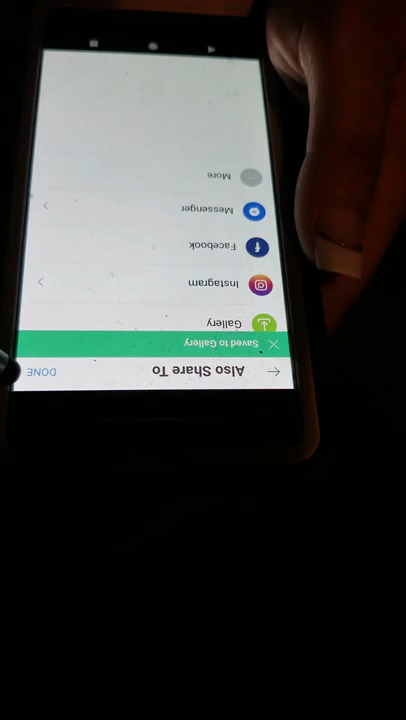 Also Share To
DONE
Saved to Gallery
Gallery
Instagram
Facebook
Messenger
More